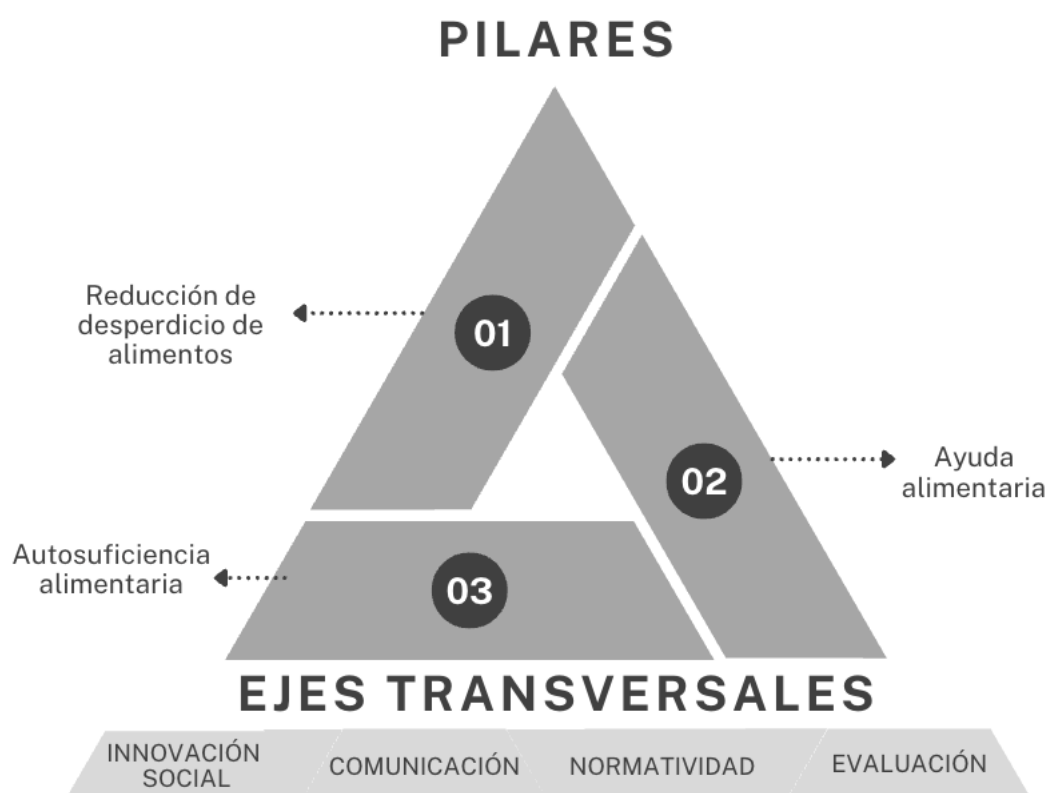 PILARES
Reducción de
desperdicio de
alimentos
01
02
Ayuda
alimentaria
Autosuficiencia
alimentaria
03
EJES TRANSVERSALES
INNOVACIÓN
SOCIAL
COMUNICACIÓN
NORMATIVIDAD
EVALUACIÓN